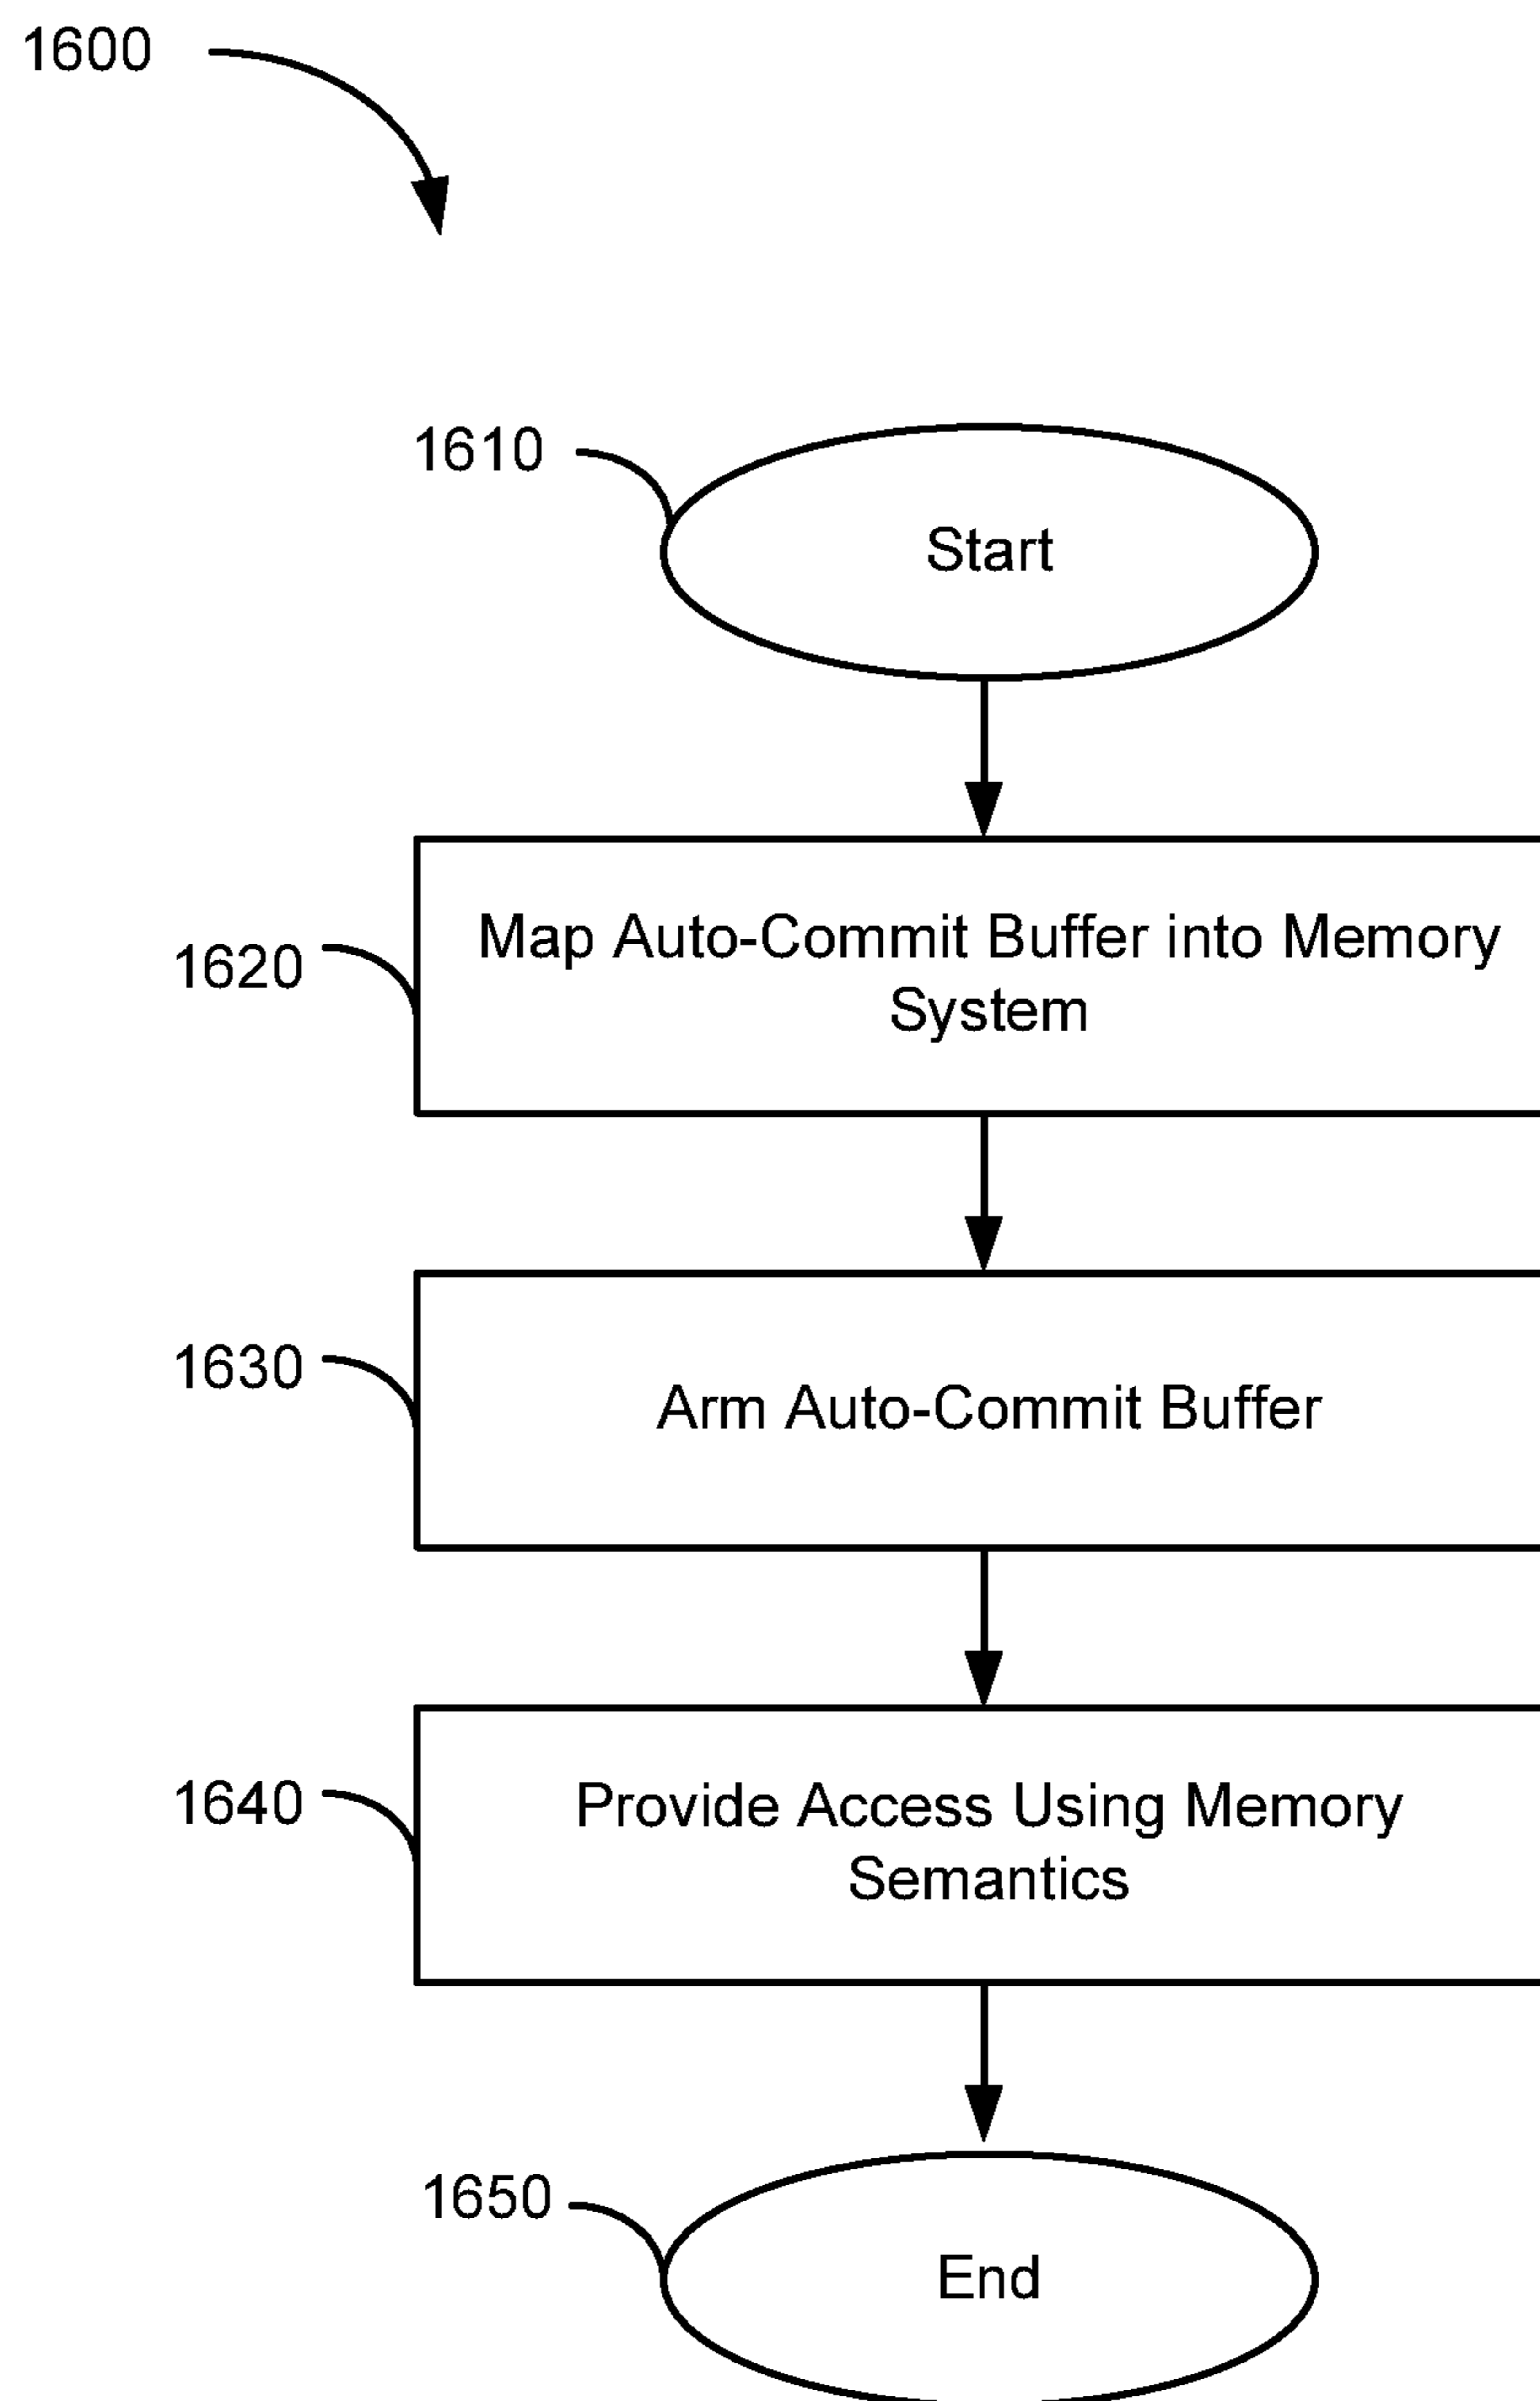 1600
1610
Start
1620
Map Auto-Commit Buffer into Memory
System
1630
Arm Auto-Commit Buffer
1640
Provide Access Using Memory
Semantics
1650
End